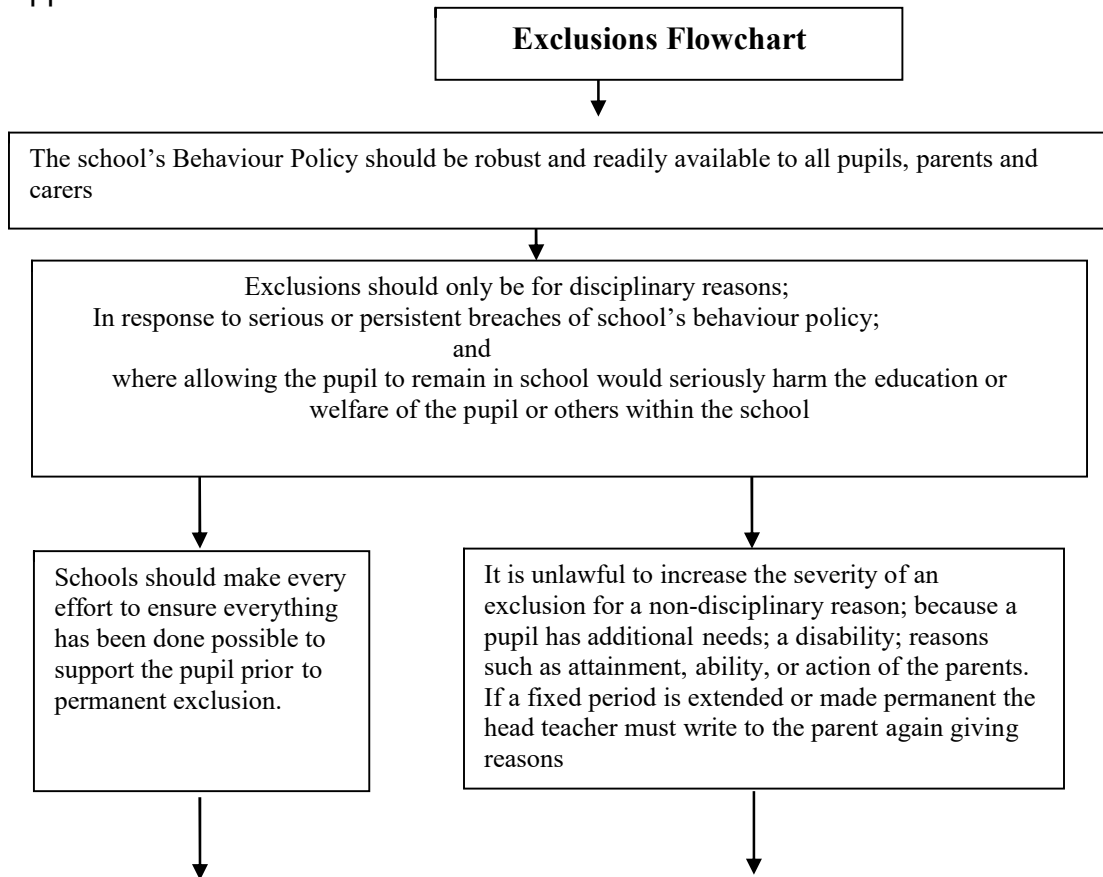 Exclusions Flowchart
The school's Behaviour Policy should be robust and readily available to all pupils, parents and
carers
Exclusions should only be for disciplinary reasons;
In response to serious or persistent breaches of school's behaviour policy;
and
where allowing the pupil to remain in school would seriously harm the education or
welfare of the pupil or others within the school
Schools should make every
effort to ensure everything
has been done possible to
support the pupil prior to
permanent exclusion.
It is unlawful to increase the severity of an
exclusion for a non-disciplinary reason; because a
pupil has additional needs; a disability; reasons
such as attainment, ability, or action of the parents.
If a fixed period is extended or made permanent the
head teacher must write to the parent again giving
reasons